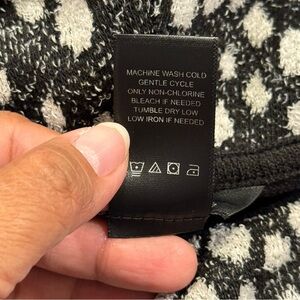 MACHINE WASH COLD
GENTLE CYCLE
ONLY NON-CHLORINE
BLEACH IF NEEDED
TUMBLE DRY LOW
LOW IRON IF NEEDED